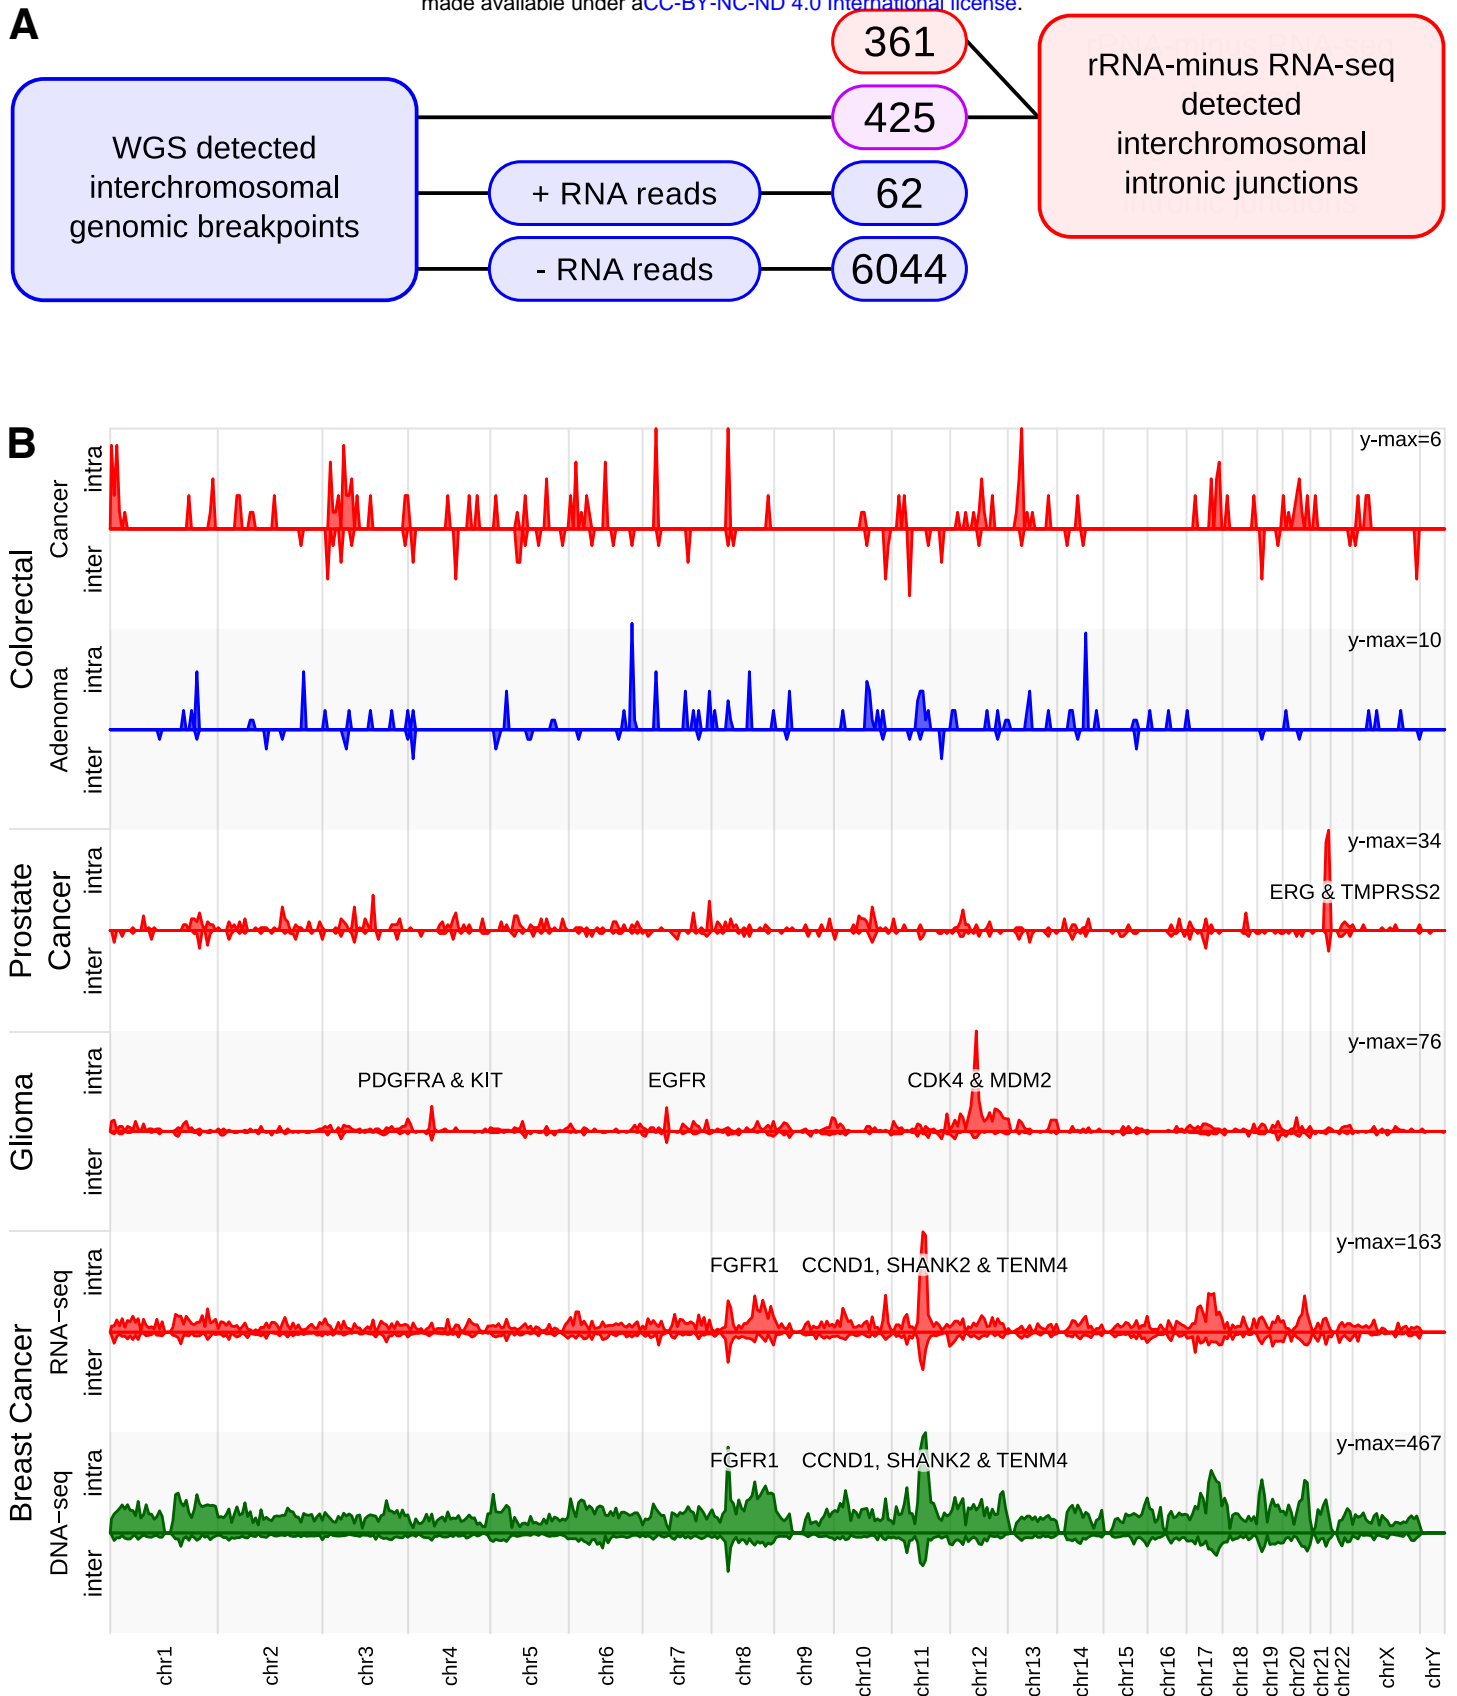 made available under aCC-BY-NC-ND 4.0 International license.
A
WGS detected
interchromosomal
genomic breakpoints
+ RNA reads
- RNA reads
361
425
62
6044
rRNA-minus RNA-seq
detected
interchromosomal
intronic junctions
B
Colorectal
Cancer
intra
inter
y-max=6
Adenoma
intra
inter
y-max=10
Prostate
Cancer
intra
inter
y-max=34
ERG & TMPRSS2
Glioma
intra
inter
y-max=76
PDGFRA & KIT
EGFR
CDK4 & MDM2
Breast Cancer
RNA-seq
intra
inter
y-max=163
FGFR1
CCND1, SHANK2 & TENM4
DNA-seq
intra
inter
y-max=467
FGFR1
CCND1, SHANK2 & TENM4
chr1
chr2
chr3
chr4
chr5
chr6
chr7
chr8
chr9
chr10
chr11
chr12
chr13
chr14
chr15
chr16
chr17
chr18
chr19
chr20
chr21
chr22
chrX
chrY